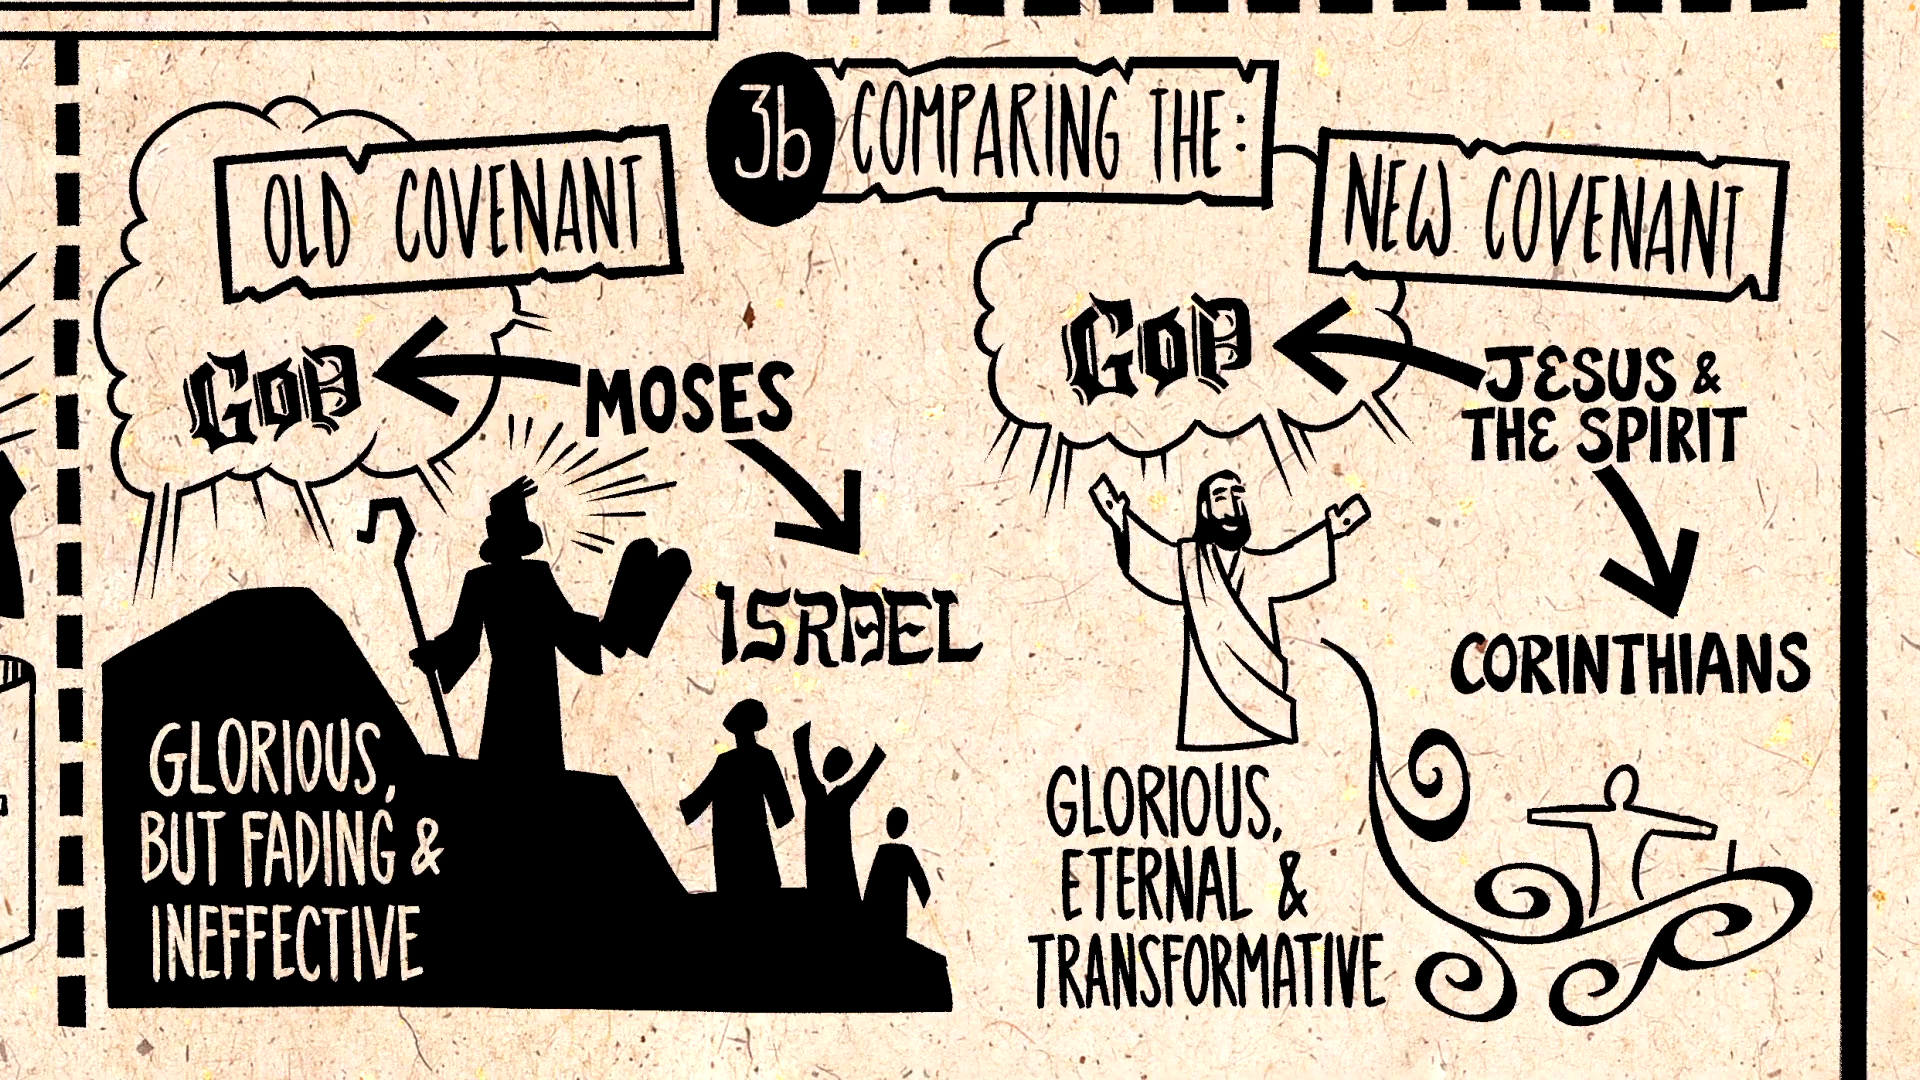 3b COMPARING THE:
OLD COVENANT
GOD
MOSES
ISRAEL
GLORIOUS,
BUT FADING &
INEFFECTIVE
NEW COVENANT
GOD
JESUS &
THE SPIRIT
CORINTHIANS
GLORIOUS,
ETERNAL &
TRANSFORMATIVE